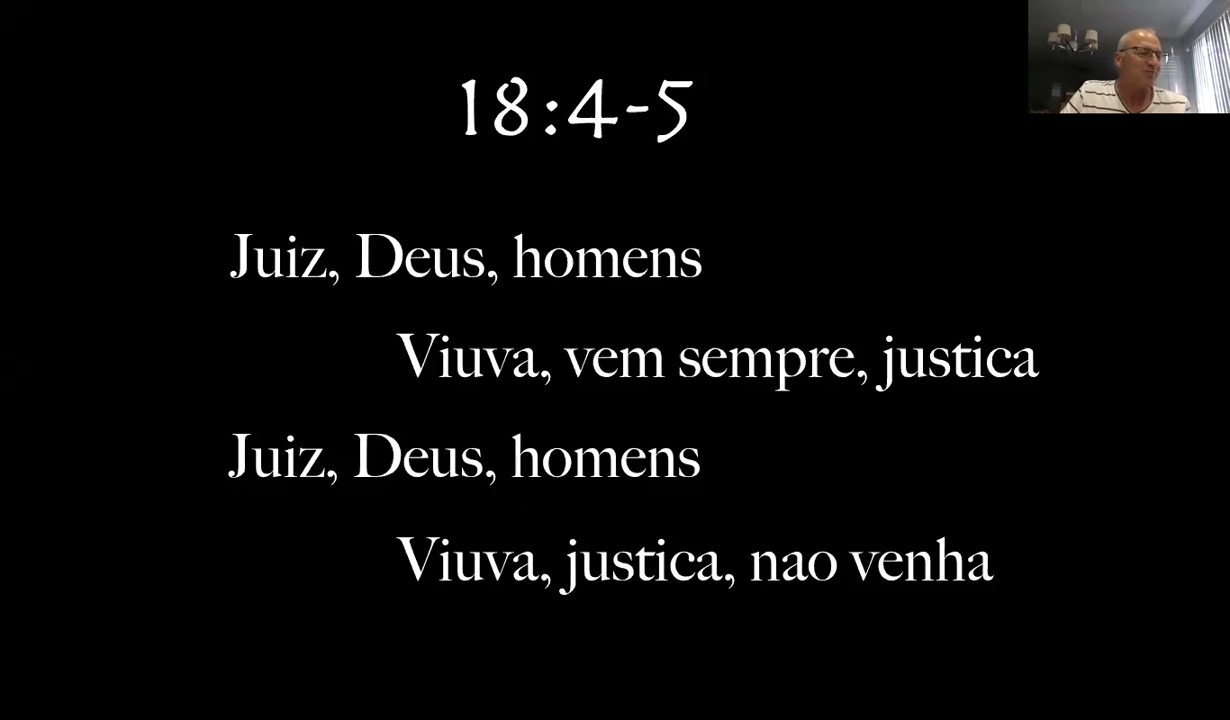 18:4-5
Juiz, Deus, homens
Viuva, vem sempre, justica
Juiz, Deus, homens
Viuva, justica, nao venha